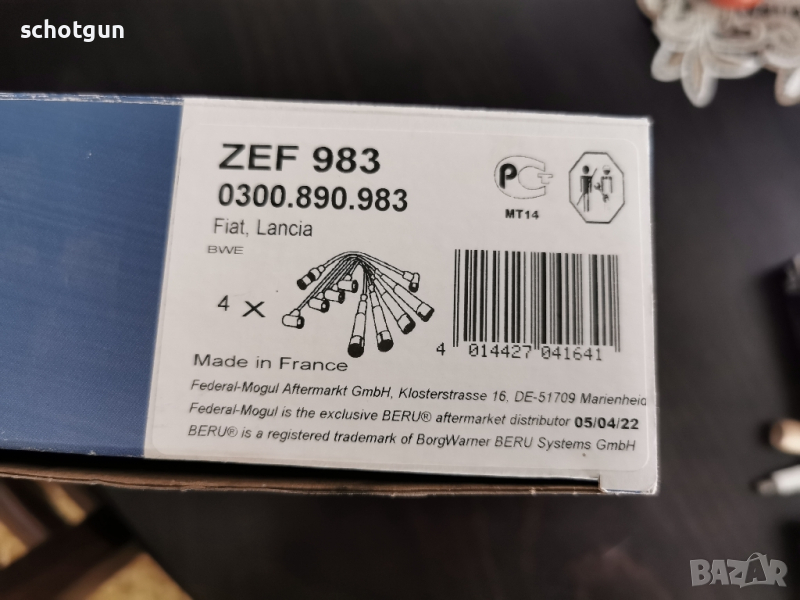 schotgun
ZEF 983
0300.890.983
Fiat, Lancia
BWE
4 x
PCT
MT14
4 014427 041641
Made in France
Federal-Mogul Aftermarkt GmbH, Klosterstrasse 16, DE-51709 Marienheid
Federal-Mogul is the exclusive BERU® aftermarket distributor 05/04/22
BERU® is a registered trademark of BorgWarner BERU Systems GmbH
BAZAR